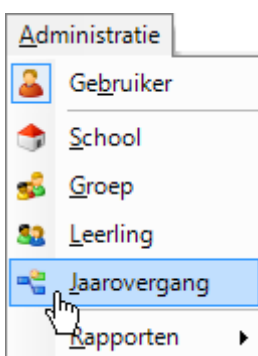 Administratie
Gebruiker
School
Groep
Leerling
Jaarovergang
Rapporten